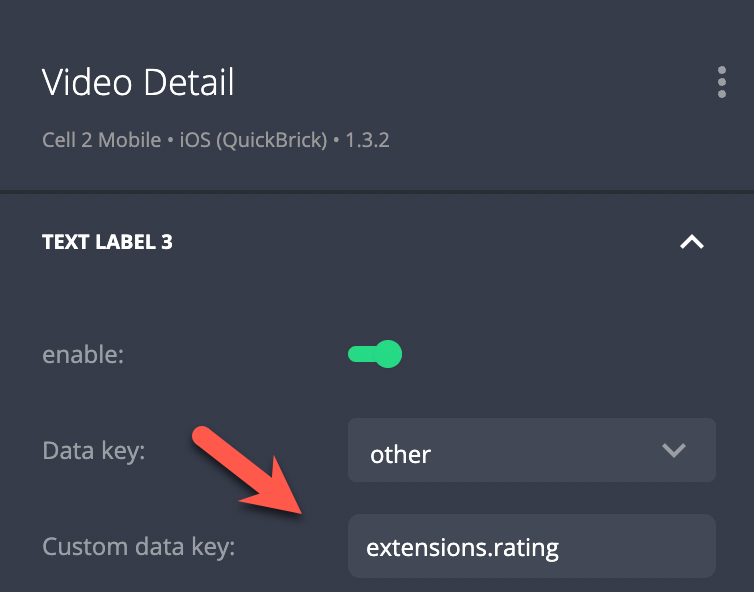 Video Detail
Cell 2 Mobile • iOS (QuickBrick) • 1.3.2
TEXT LABEL 3
enable:
Data key: other
Custom data key: extensions.rating